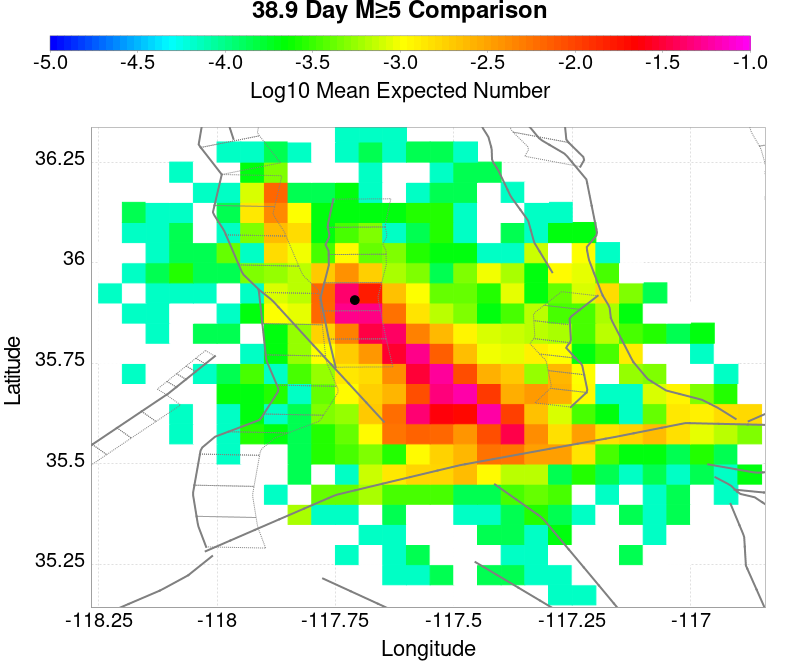 38.9 Day M≥5 Comparison
-5.0 -4.5 -4.0 -3.5 -3.0 -2.5 -2.0 -1.5 -1.0
Log10 Mean Expected Number
36.25
36
35.75
35.5
35.25
Latitude
-118.25 -118 -117.75 -117.5 -117.25 -117
Longitude